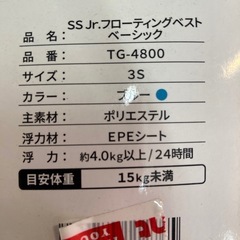 SS Jr.フローティングベスト
品名：ベーシック
品番：TG-4800
サイズ：3S
カラー：ブルー
主素材：ポリエステル
浮力材：EPEシート
浮力：約4.0kg以上/24時間
目安体重 15kg未満